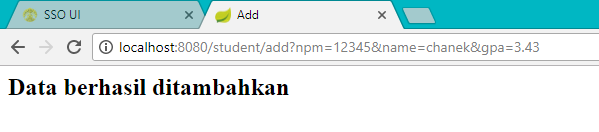 SSO UI
Add
localhost:8080/student/add?npm=12345&name=chanek&gpa=3.43
Data berhasil ditambahkan